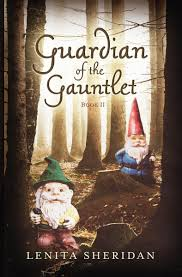 Guardian
of the
Gauntlet
BOOK II
LENITA SHERIDAN